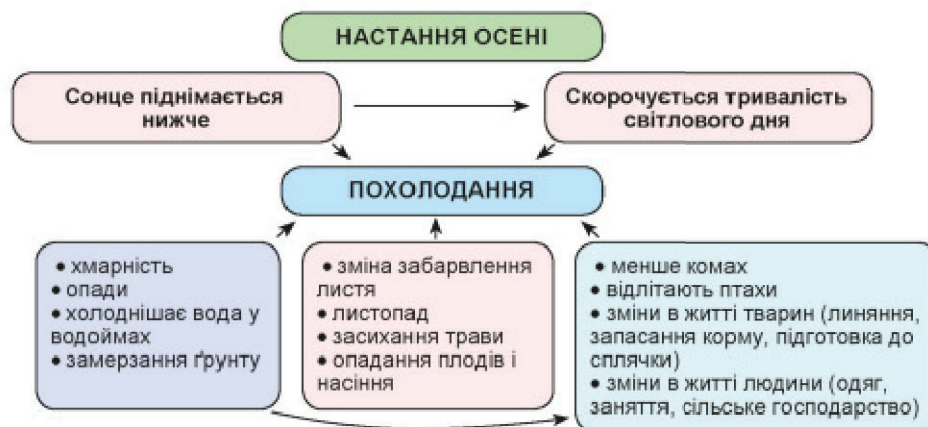 НАСТАННЯ ОСЕНІ
Сонце піднімається
нижче
Скорочується тривалість
світлового дня
ПОХОЛОДАННЯ
• хмарність
• опади
• холоднішає вода у
водоймах
• замерзання ґрунту
• зміна забарвлення
листя
• листопад
• засихання трави
• опадання плодів і
насіння
• менше комах
• відлітають птахи
• зміни в житті тварин (линяння,
запасання корму, підготовка до
сплячки)
• зміни в житті людини (одяг,
заняття, сільське господарство)